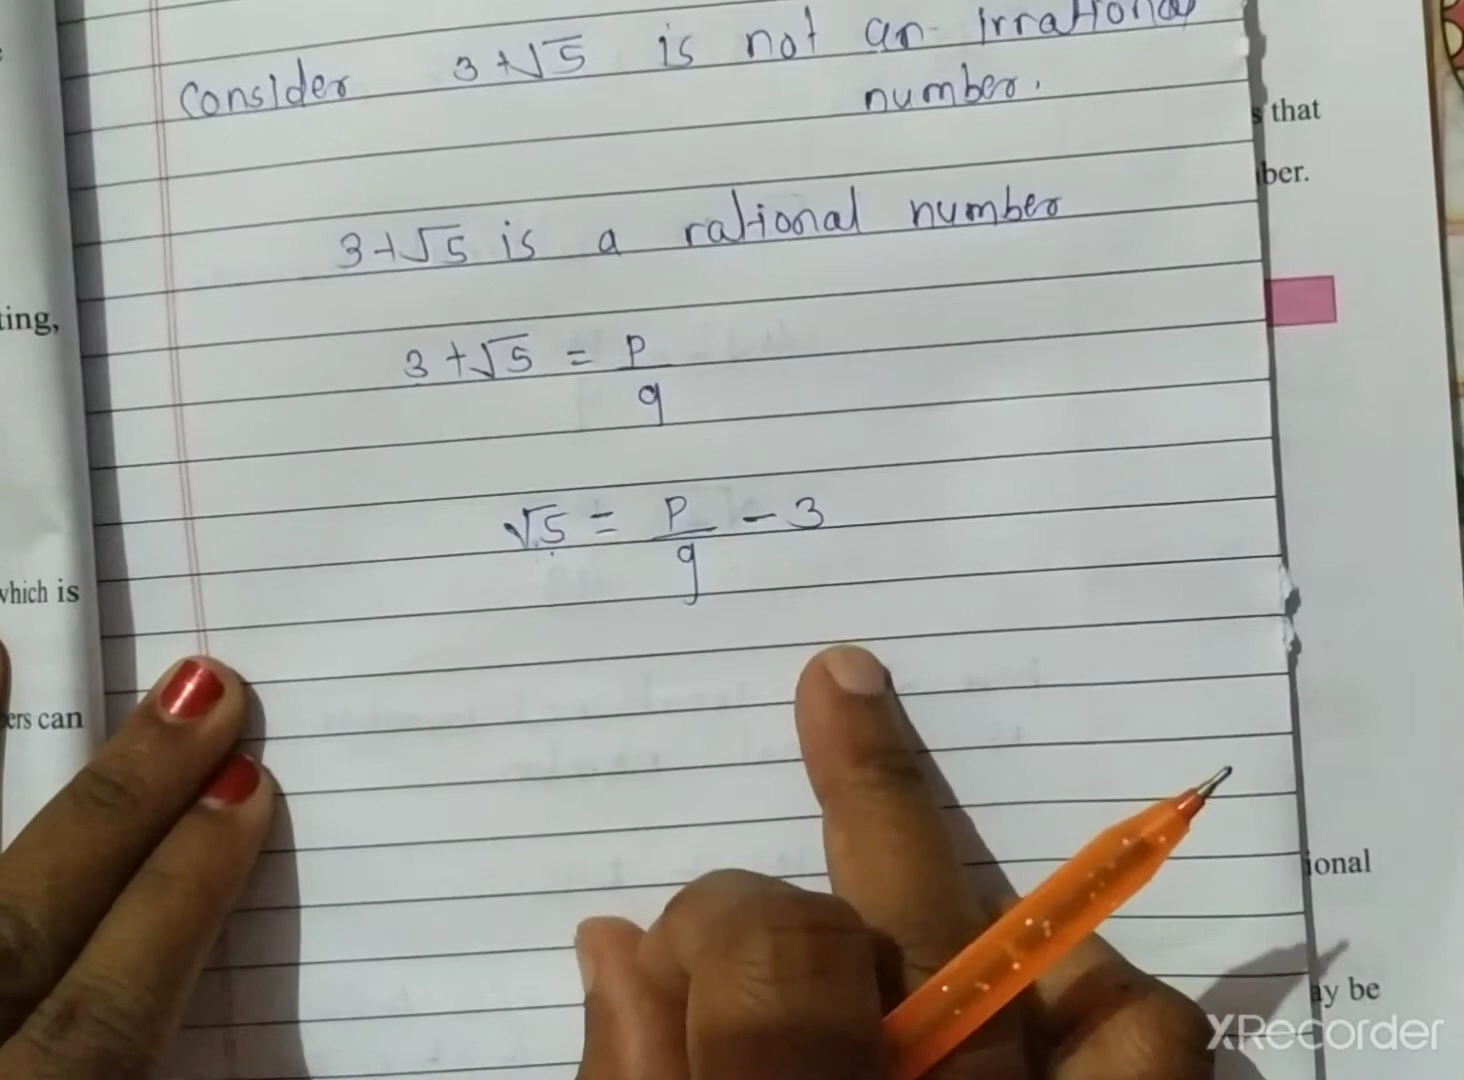 Consider 3+√5 is not an irrational
number.
s that
ber.
3+√5 is a rational number
ting,
3+√5 = p/q
√5 = p/q - 3
which is
ers can
ional
ay be
XRecorder